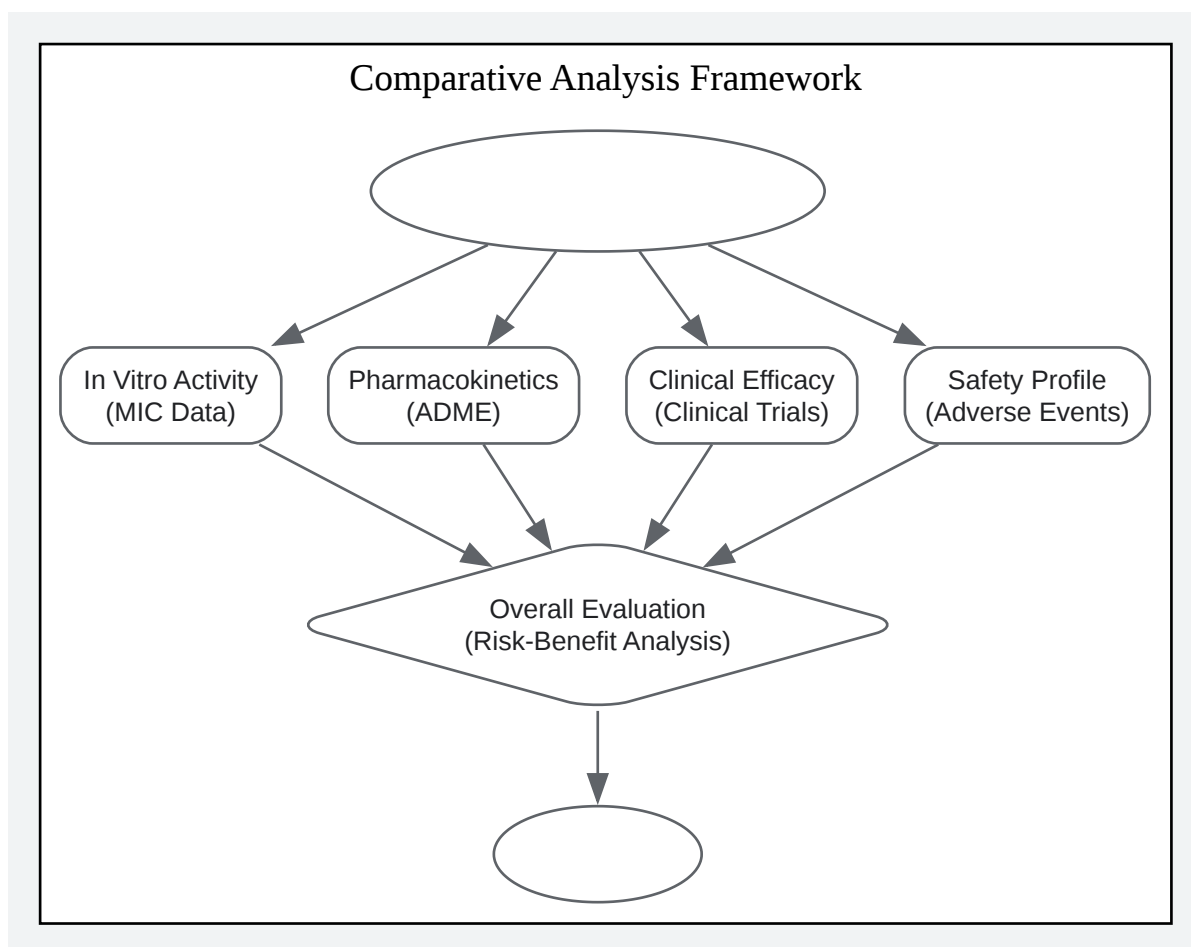 Comparative Analysis Framework
In Vitro Activity
(MIC Data)
Pharmacokinetics
(ADME)
Clinical Efficacy
(Clinical Trials)
Safety Profile
(Adverse Events)
Overall Evaluation
(Risk-Benefit Analysis)